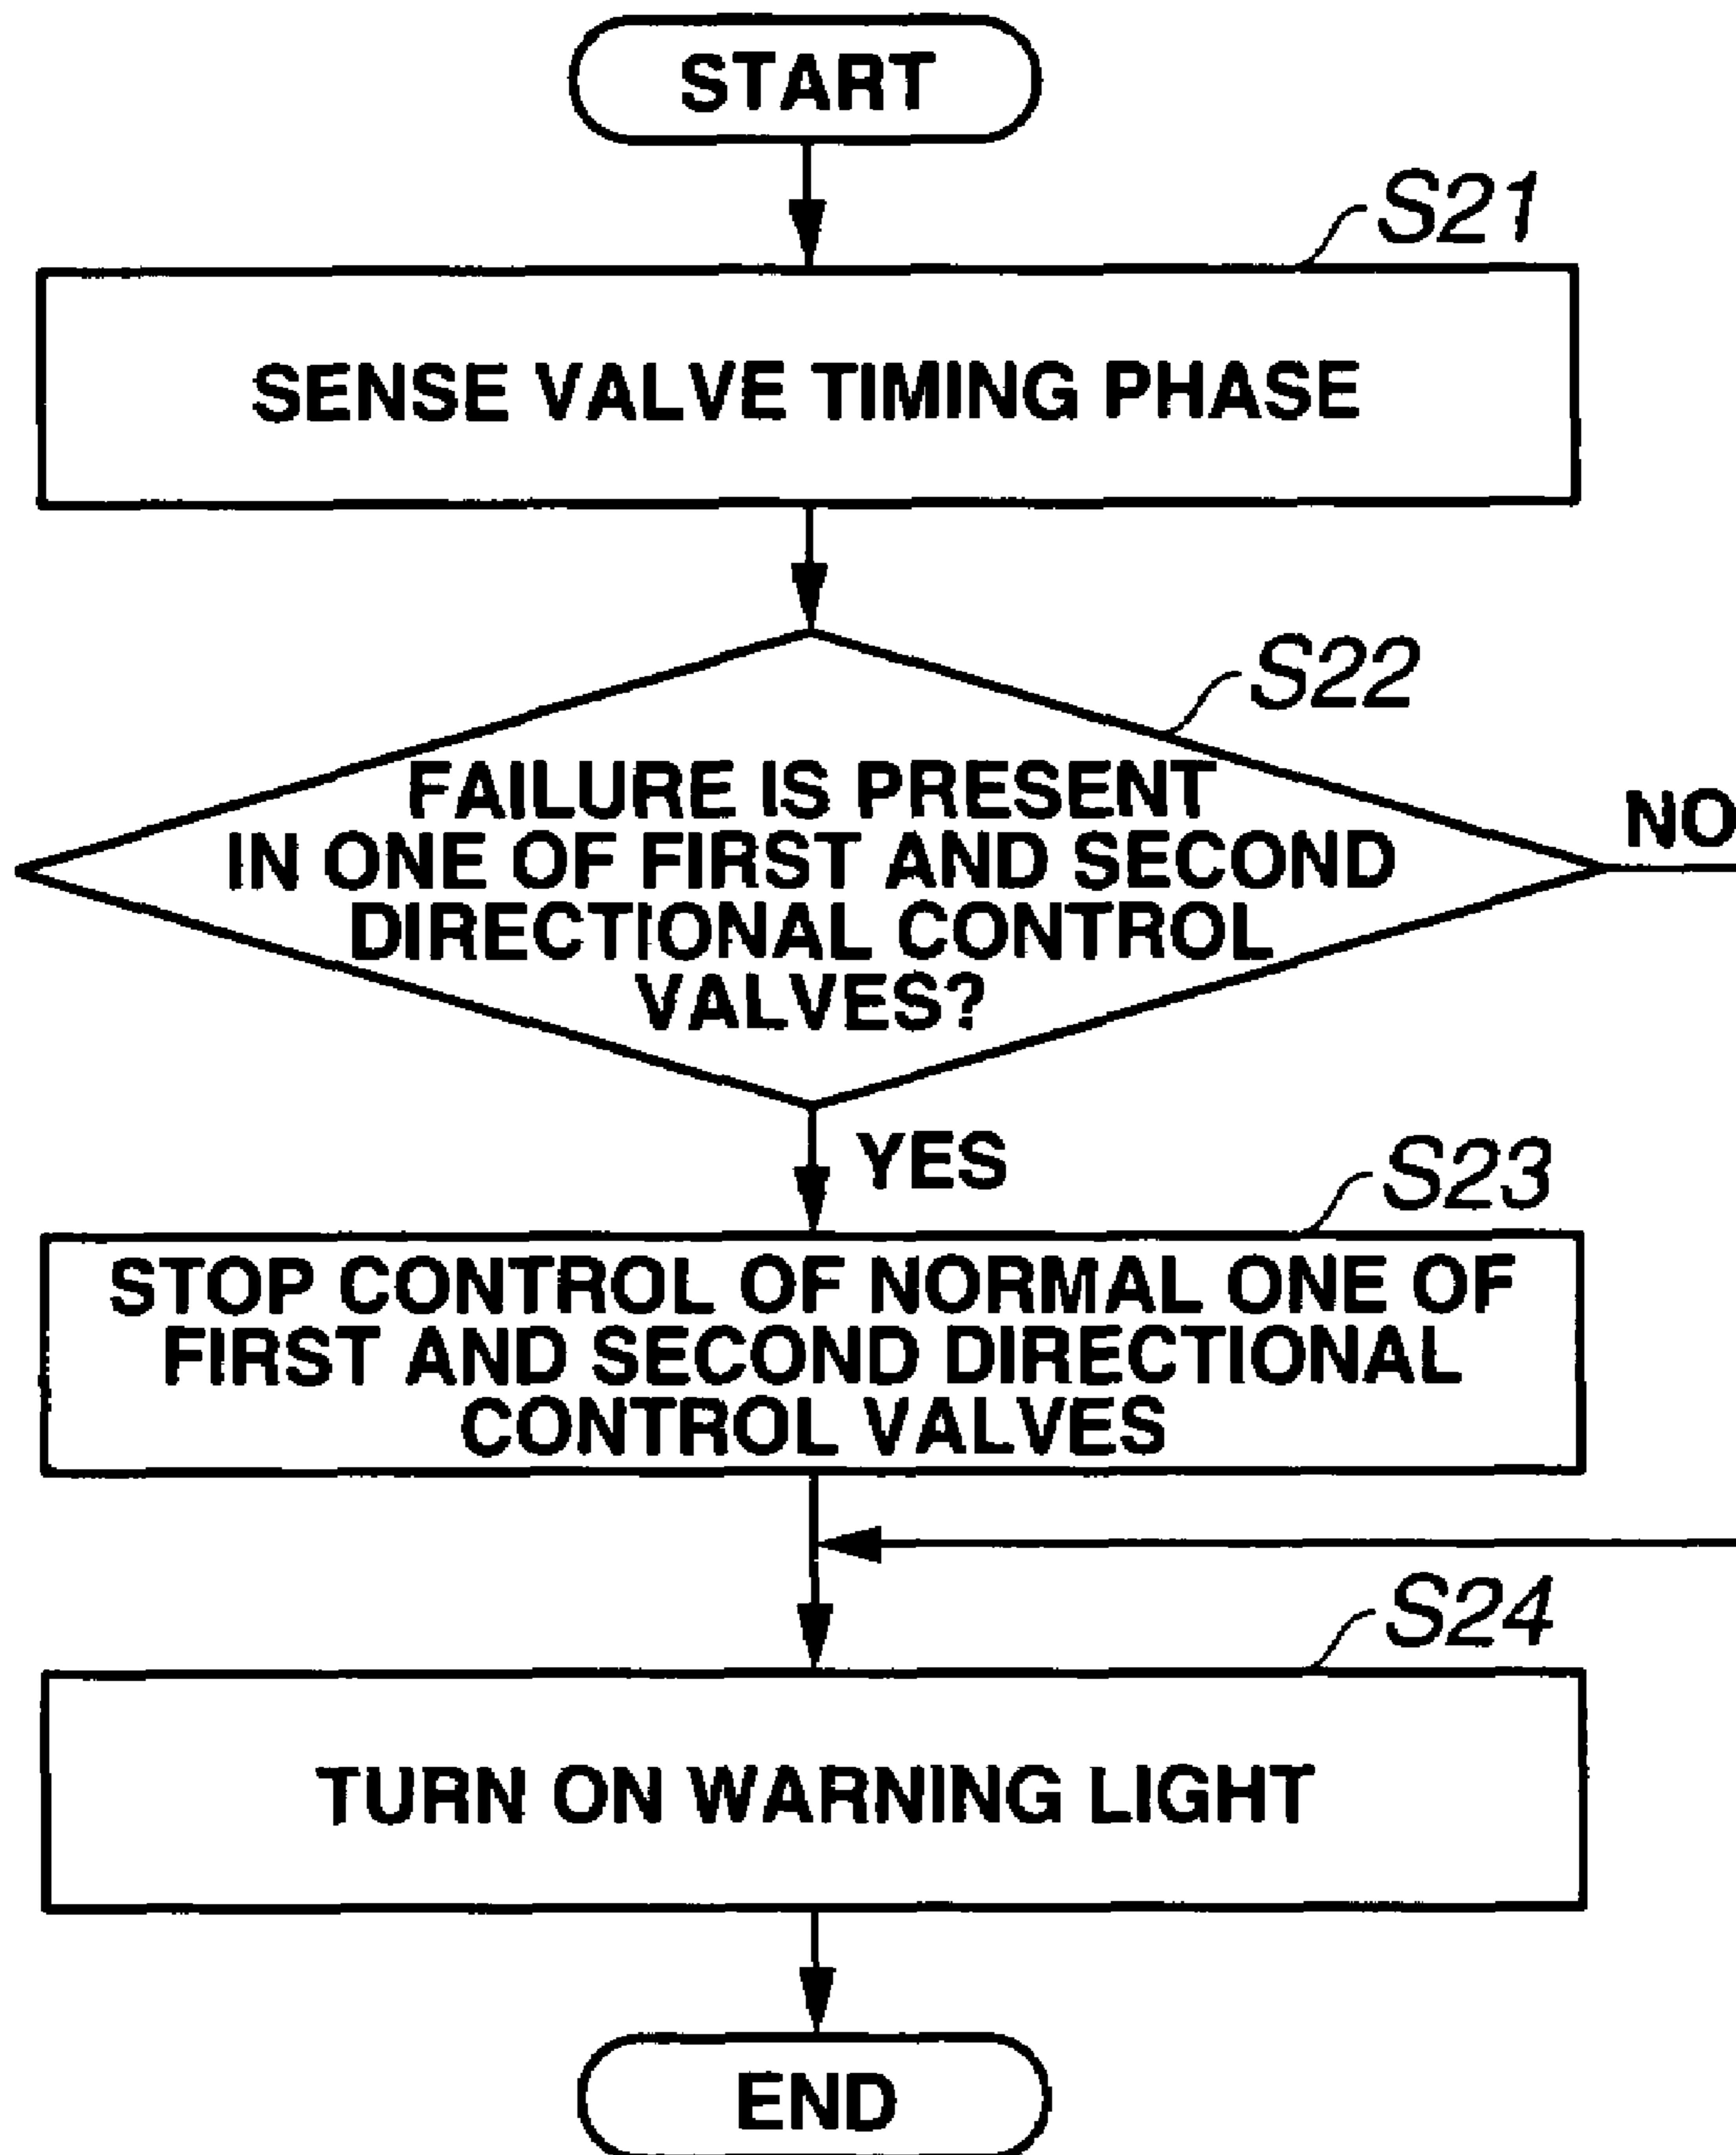 START
S21
SENSE VALVE TIMING PHASE
S22
FAILURE IS PRESENT
IN ONE OF FIRST AND SECOND
DIRECTIONAL CONTROL
VALVES?
NO
YES
S23
STOP CONTROL OF NORMAL ONE OF
FIRST AND SECOND DIRECTIONAL
CONTROL VALVES
S24
TURN ON WARNING LIGHT
END